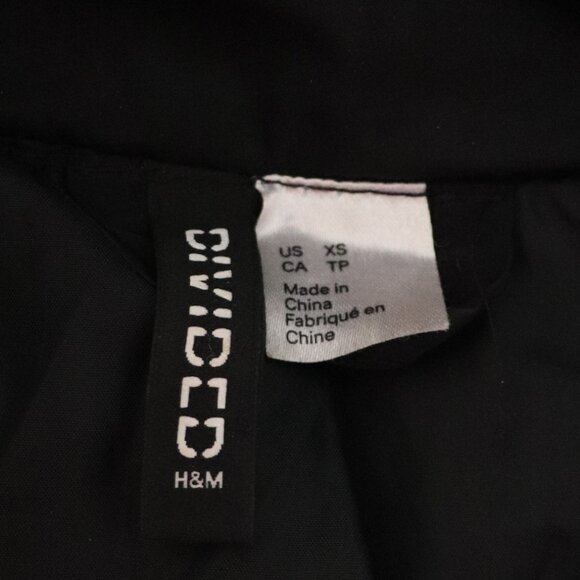 DIVIDED
H&M
US XS
CA TP
Made in
China
Fabriqué en
Chine